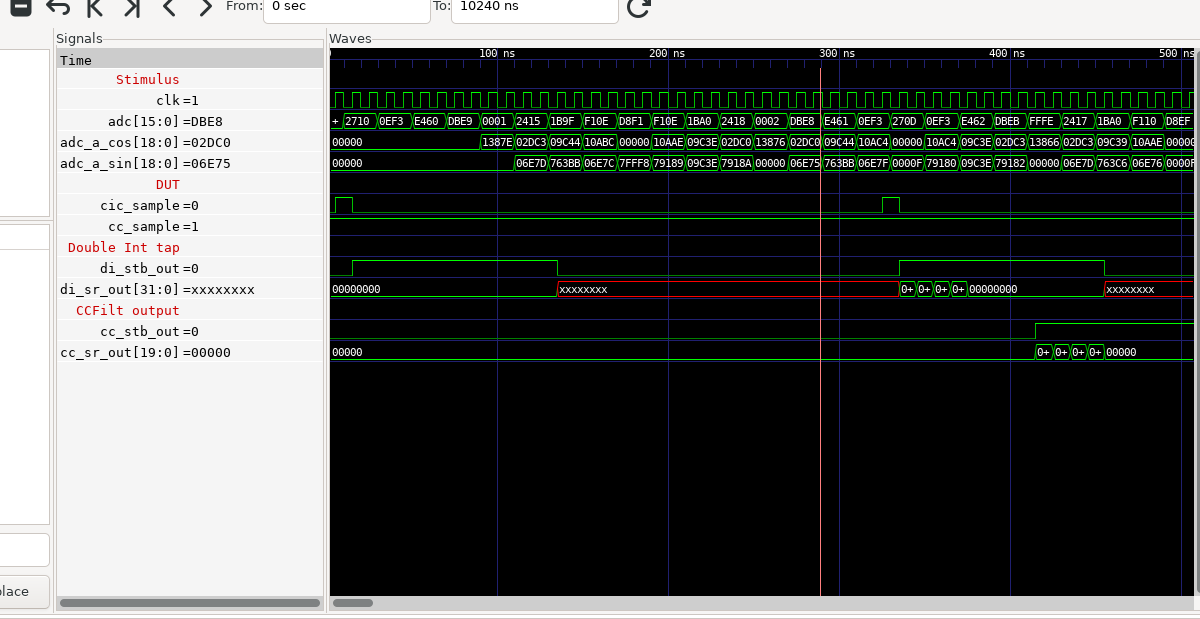 From: 0 sec To: 10240 ns
Signals Waves
Time 100 ns 200 ns 300 ns 400 ns 500 ns
Stimulus
clk =1
adc[15:0] =DBE8 + 2710 0EF3 E460 DBE9 0001 2415 1B9F F10E D8F1 F10E 1BA0 2418 0002 DBE8 E461 0EF3 270D 0EF3 E462 DBEB FFFE 2417 1BA0 F110 D8EF
adc_a_cos[18:0] =02DC0 00000 1387E 02DC3 09C44 10ABC 00000 10AAE 09C3E 02DC0 13876 02DC0 09C44 10AC4 00000 10AC4 09C3E 02DC3 13866 02DC3 09C39 10AAE 00000
adc_a_sin[18:0] =06E75 00000 06E7D 763BB 06E7C 7FFF8 79189 09C3E 7918A 00000 06E75 763BB 06E7F 0000F 79180 09C3E 79182 00000 06E7D 763C6 06E76 0000F
DUT
cic_sample =0
cc_sample =1
Double Int tap
di_stb_out =0
di_sr_out[31:0] =xxxxxxxx 00000000 xxxxxxxx 0+ 0+ 0+ 0+ 00000000 xxxxxxxx
CCFilt output
cc_stb_out =0
cc_sr_out[19:0] =00000 00000 0+ 0+ 0+ 0+ 00000
place